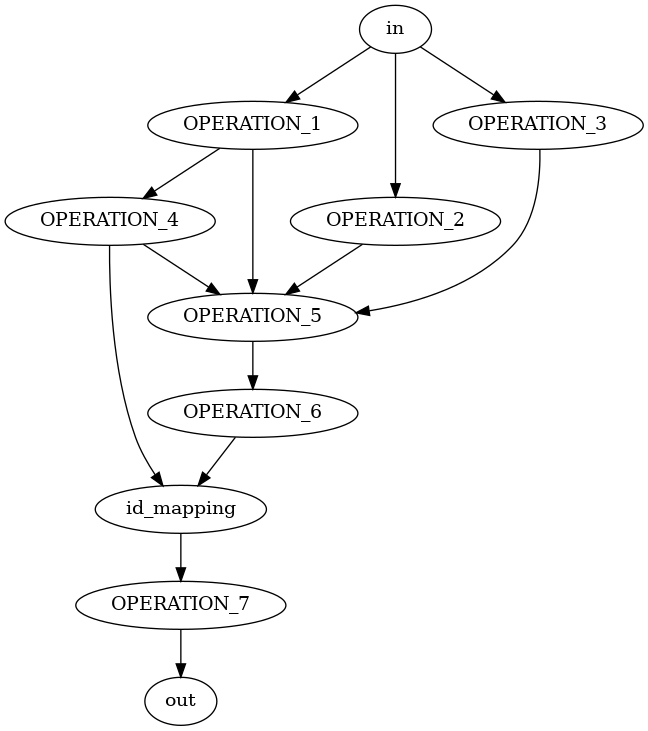 in
OPERATION_1
OPERATION_3
OPERATION_4
OPERATION_2
OPERATION_5
OPERATION_6
id_mapping
OPERATION_7
out